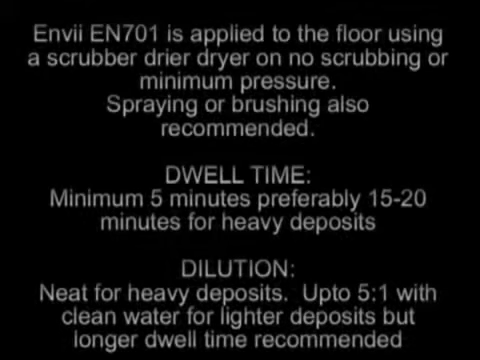 Envii EN701 is applied to the floor using
a scrubber drier dryer on no scrubbing or
minimum pressure.
Spraying or brushing also
recommended.
DWELL TIME:
Minimum 5 minutes preferably 15-20
minutes for heavy deposits
DILUTION:
Neat for heavy deposits.  Upto 5:1 with
clean water for lighter deposits but
longer dwell time recommended